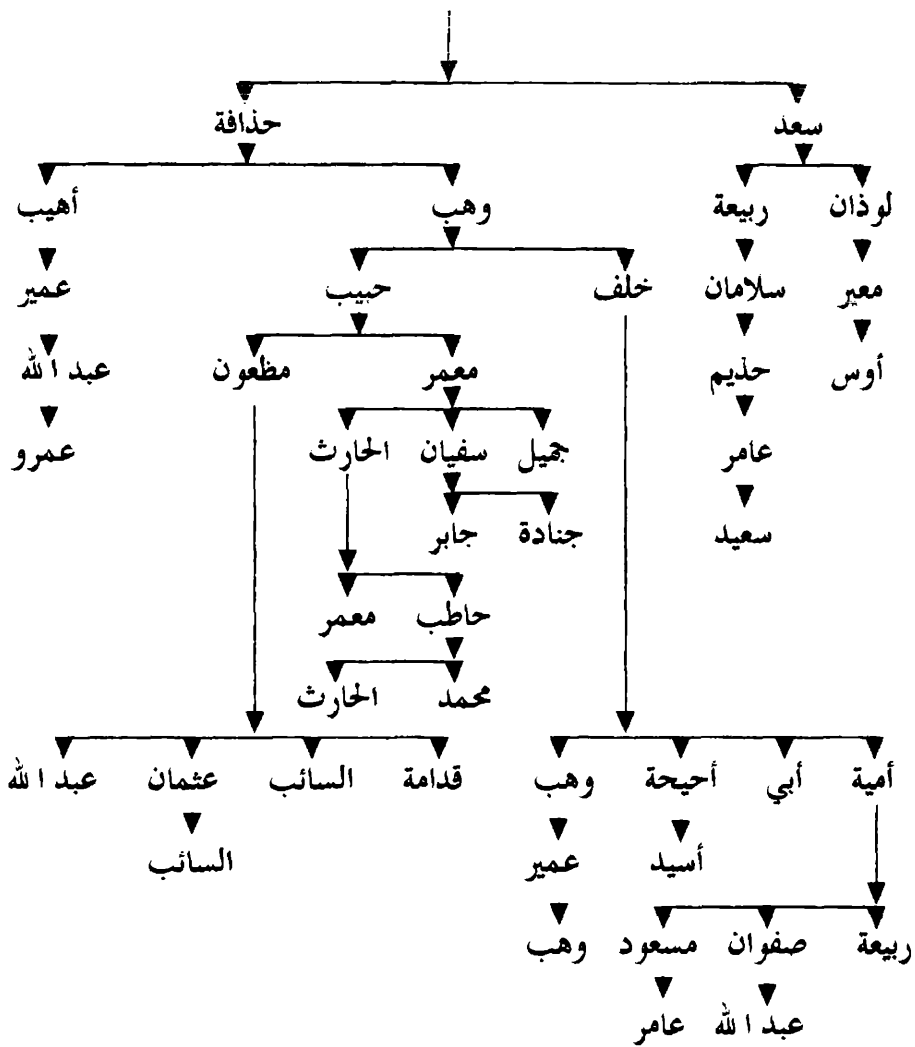 سعد حذافة
لوذان ربيعة وهب أهيب
معير سلامان خلف حبيب عمير
أوس حذيم معمر مظعون عبد الله
عامر جميل سفيان الحارث عمرو
سعيد جنادة جابر
حاطب معمر
محمد الحارث
أمية أبي أحيحة وهب قدامة السائب عثمان عبد الله
أسيد عمير السائب
ربيعة صفوان مسعود وهب
عبد الله عامر